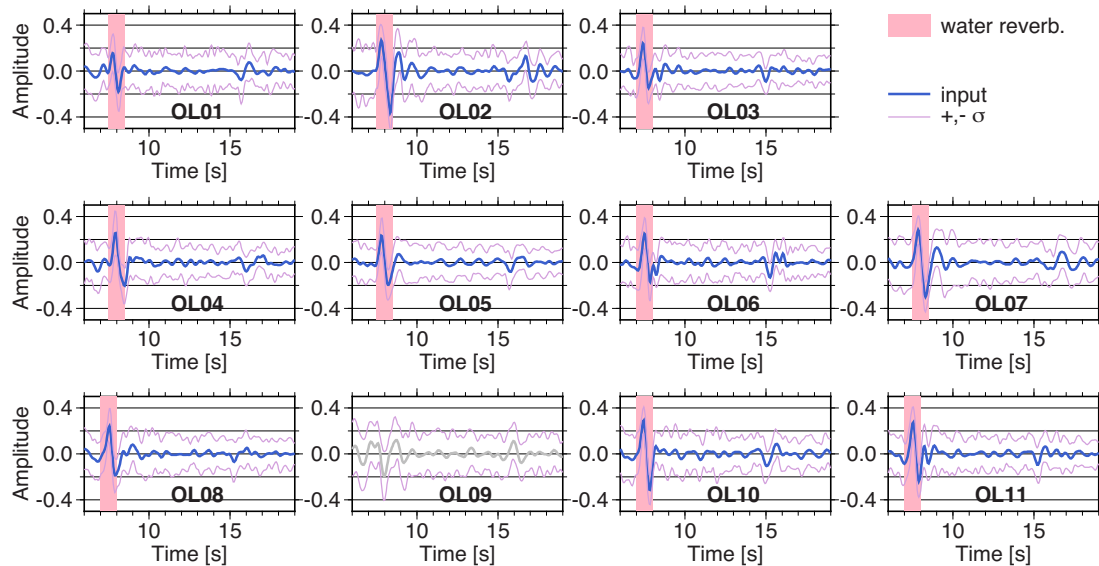 Amplitude
0.4
0.0
-0.4
OL01
10 15
Time [s]
0.4
0.0
-0.4
OL02
10 15
Time [s]
0.4
0.0
-0.4
OL03
10 15
Time [s]
water reverb.
input
+,- σ
Amplitude
0.4
0.0
-0.4
OL04
10 15
Time [s]
0.4
0.0
-0.4
OL05
10 15
Time [s]
0.4
0.0
-0.4
OL06
10 15
Time [s]
0.4
0.0
-0.4
OL07
10 15
Time [s]
Amplitude
0.4
0.0
-0.4
OL08
10 15
Time [s]
0.4
0.0
-0.4
OL09
10 15
Time [s]
0.4
0.0
-0.4
OL10
10 15
Time [s]
0.4
0.0
-0.4
OL11
10 15
Time [s]